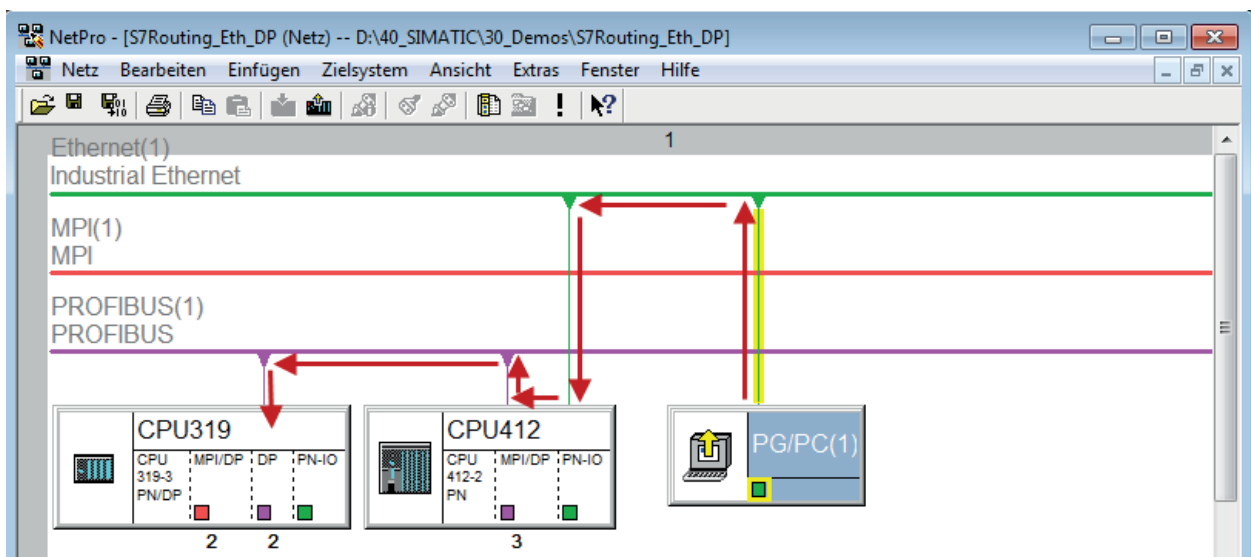 NetPro - [S7Routing_Eth_DP (Netz) -- D:\40_SIMATIC\30_Demos\S7Routing_Eth_DP]
Netz Bearbeiten Einfügen Zielsystem Ansicht Extras Fenster Hilfe
1
Ethernet(1)
Industrial Ethernet
MPI(1)
MPI
PROFIBUS(1)
PROFIBUS
CPU319
CPU
319-3
PN/DP
MPI/DP
DP
PN-IO
2
2
CPU412
CPU
412-2
PN
MPI/DP
PN-IO
3
PG/PC(1)